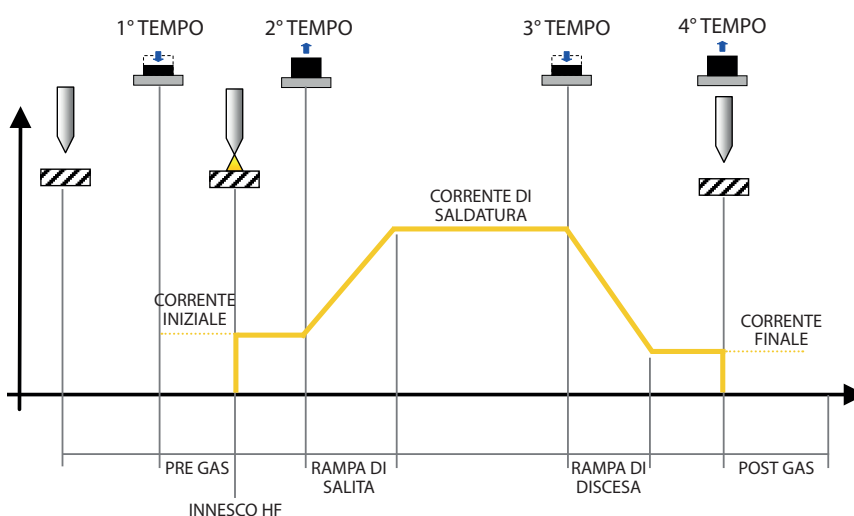 1° TEMPO
2° TEMPO
3° TEMPO
4° TEMPO
CORRENTE DI
SALDATURA
CORRENTE
INIZIALE
CORRENTE
FINALE
PRE GAS
RAMPA DI
SALITA
RAMPA DI
DISCESA
POST GAS
INNESCO HF